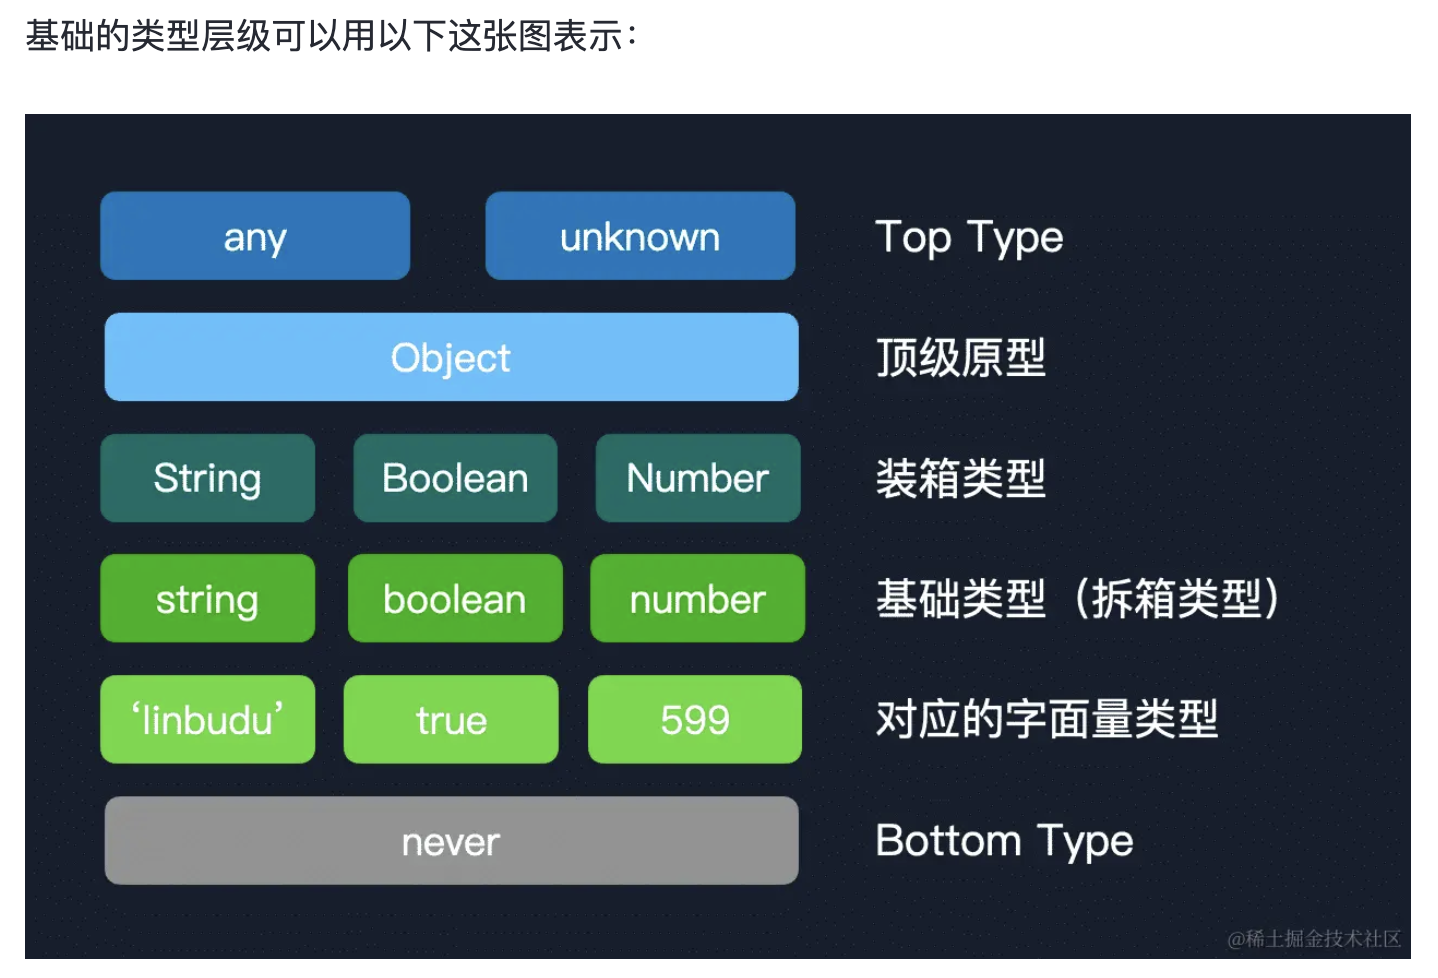 基础的类型层级可以用以下这张图表示：
any unknown Top Type
Object 顶级原型
String Boolean Number 装箱类型
string boolean number 基础类型（拆箱类型）
‘linbudu’ true 599 对应的字面量类型
never Bottom Type
@稀土掘金技术社区